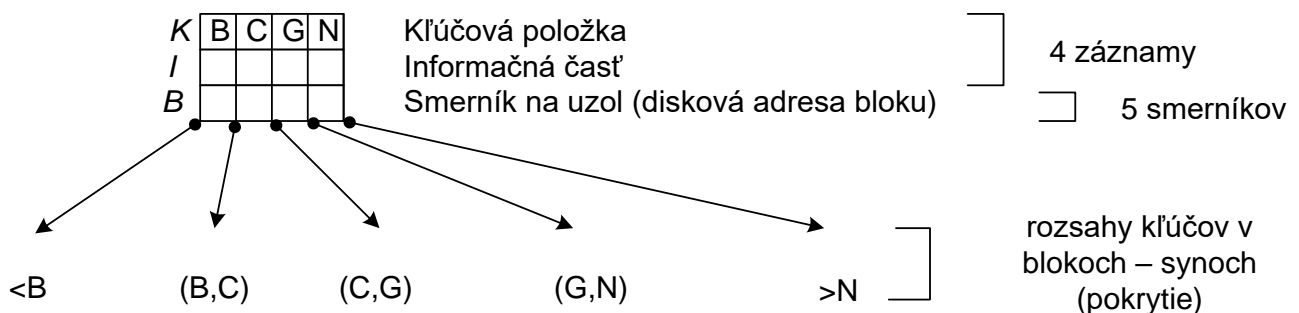 K B C G N Kľúčová položka
I Informačná časť
B Smerník na uzol (disková adresa bloku)
4 záznamy
5 smerníkov
<B (B,C) (C,G) (G,N) >N
rozsahy kľúčov v
blokoch – synoch
(pokrytie)